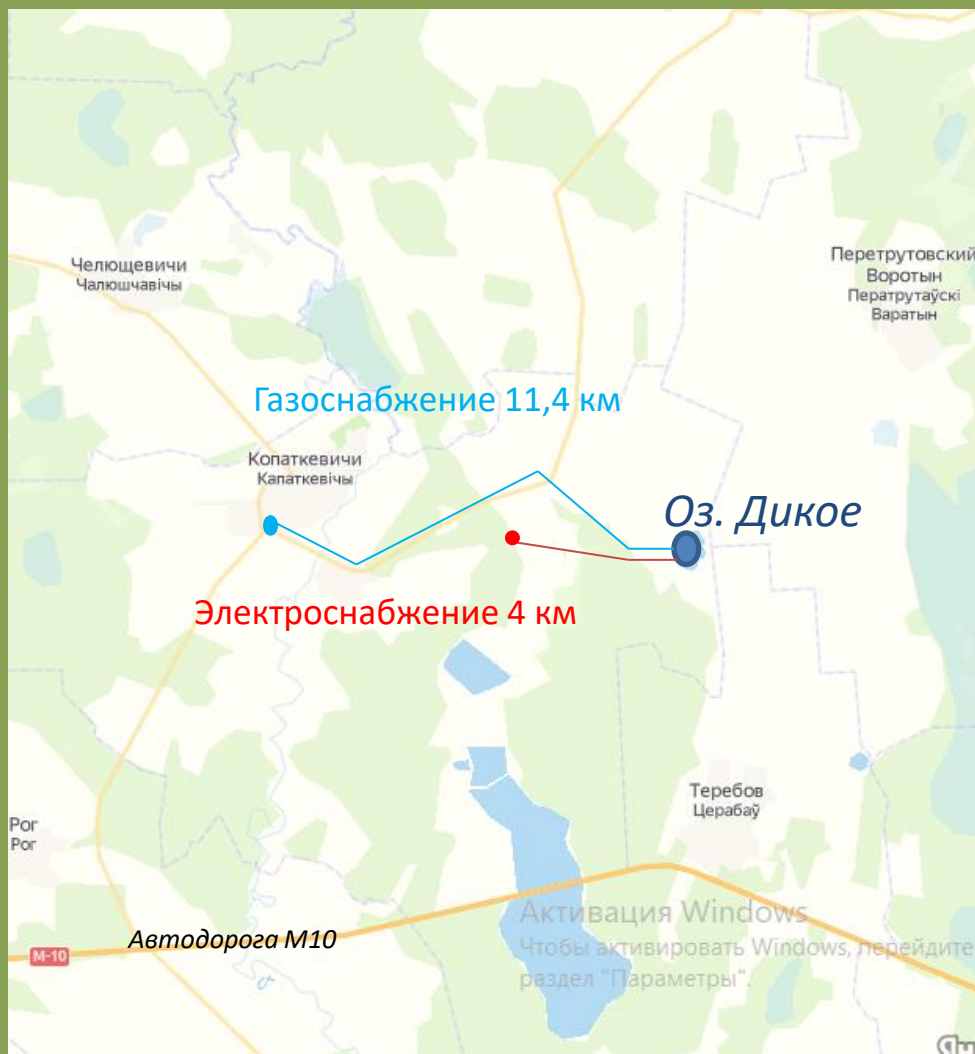 Челющевичи
Чалюшчавічы
Перетрутовский
Воротын
Ператрутаўскі
Варатын
Газоснабжение 11,4 км
Копаткевичи
Капаткевічы
Оз. Дикое
Электроснабжение 4 км
Теребов
Церабаў
Рог
Рог
Автодорога М10
М-10
Активация Windows
Чтобы активировать Windows, перейдите
раздел "Параметры".